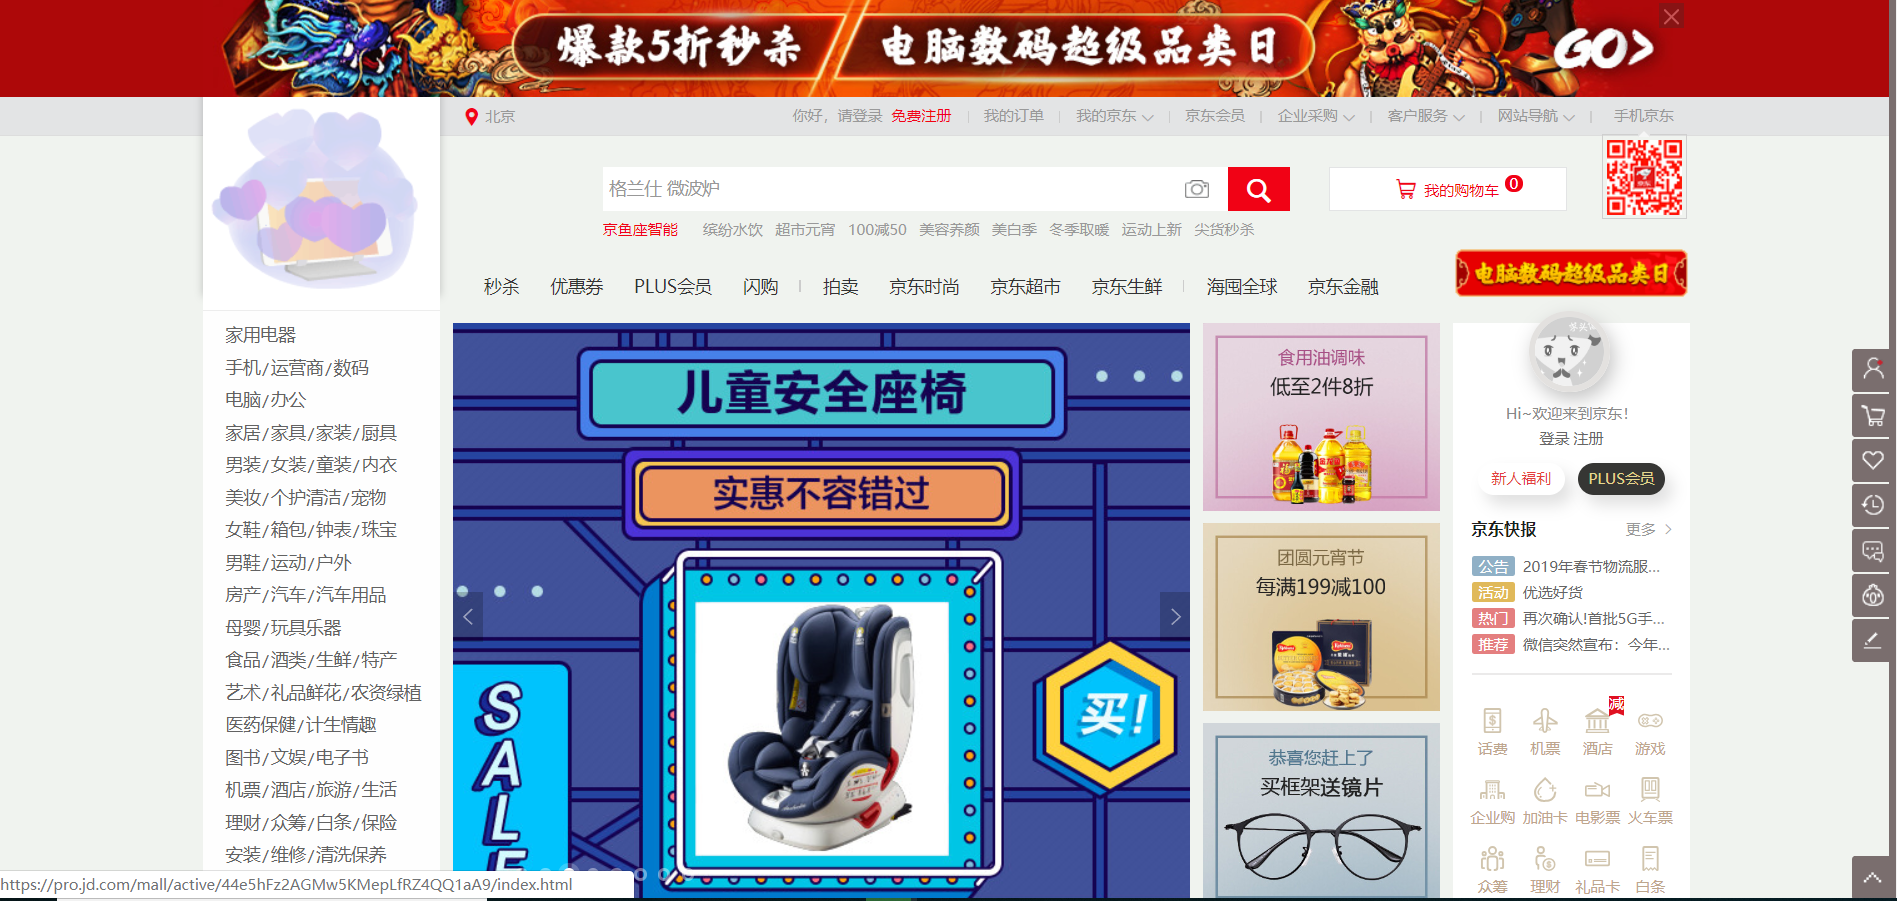 爆款5折秒杀 电脑数码超级品类日 GO>
北京
你好，请登录 免费注册 我的订单 我的京东 京东会员 企业采购 客户服务 网站导航 手机京东
格兰仕 微波炉
我的购物车 0
京鱼座智能 缤纷水饮 超市元宵 100减50 美容养颜 美白季 冬季取暖 运动上新 尖货秒杀
秒杀 优惠券 PLUS会员 闪购 拍卖 京东时尚 京东超市 京东生鲜 海囤全球 京东金融
电脑数码超级品类日
家用电器
手机/运营商/数码
电脑/办公
家居/家具/家装/厨具
男装/女装/童装/内衣
美妆/个护清洁/宠物
女鞋/箱包/钟表/珠宝
男鞋/运动/户外
房产/汽车/汽车用品
母婴/玩具乐器
食品/酒类/生鲜/特产
艺术/礼品鲜花/农资绿植
医药保健/计生情趣
图书/文娱/电子书
机票/酒店/旅游/生活
理财/众筹/白条/保险
安装/维修/清洗保养
儿童安全座椅
实惠不容错过
买!
SALE
食用油调味
低至2件8折
团圆元宵节
每满199减100
恭喜您赶上了
买框架送镜片
Hi~欢迎来到京东!
登录 注册
新人福利 PLUS会员
京东快报 更多
公告 2019年春节物流服...
活动 优选好货
热门 再次确认!首批5G手...
推荐 微信突然宣布：今年...
减
话费 机票 酒店 游戏
企业购 加油卡 电影票 火车票
众筹 理财 礼品卡 白条
https://pro.jd.com/mall/active/44e5hFz2AGMw5KMepLfRZ4QQ1aA9/index.html